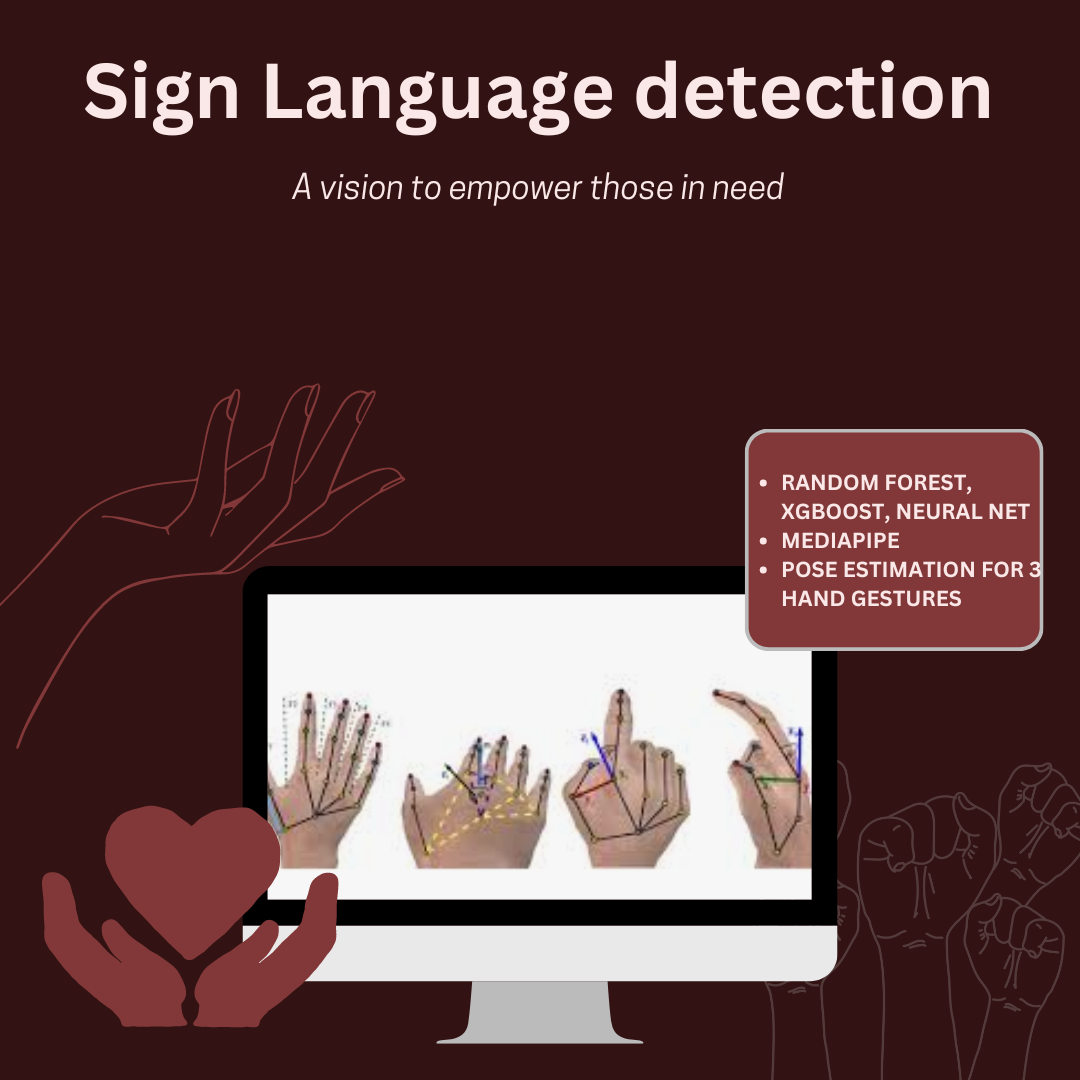 Sign Language detection
A vision to empower those in need
RANDOM FOREST,
XGBOOST, NEURAL NET
MEDIAPIPE
POSE ESTIMATION FOR 3
HAND GESTURES